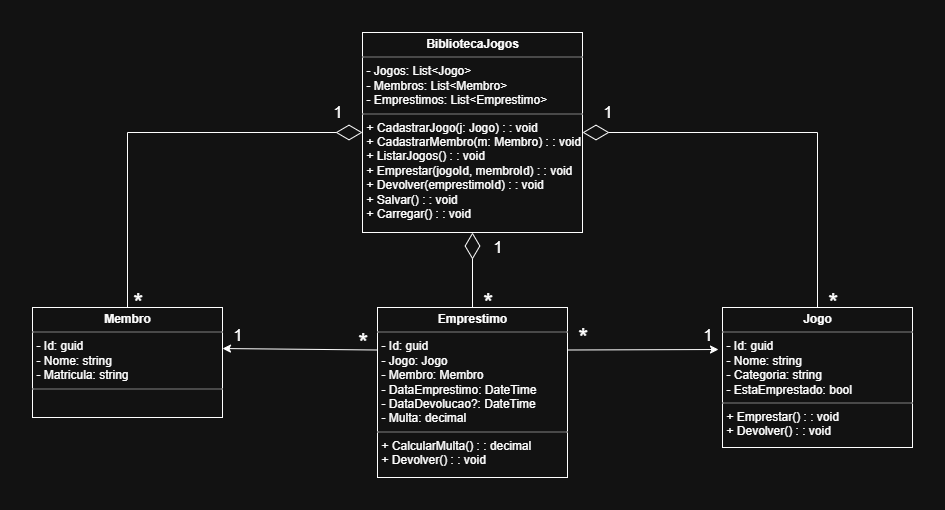 BibliotecaJogos
- Jogos: List<Jogo>
- Membros: List<Membro>
- Emprestimos: List<Emprestimo>
+ CadastrarJogo(j: Jogo) : : void
+ CadastrarMembro(m: Membro) : : void
+ ListarJogos() : : void
+ Emprestar(jogoId, membroId) : : void
+ Devolver(emprestimoId) : : void
+ Salvar() : : void
+ Carregar() : : void
1
1
1
*
*
*
Membro
- Id: guid
- Nome: string
- Matricula: string
1
*
Emprestimo
- Id: guid
- Jogo: Jogo
- Membro: Membro
- DataEmprestimo: DateTime
- DataDevolucao?: DateTime
- Multa: decimal
+ CalcularMulta() : : decimal
+ Devolver() : : void
*
1
Jogo
- Id: guid
- Nome: string
- Categoria: string
- EstaEmprestado: bool
+ Emprestar() : : void
+ Devolver() : : void